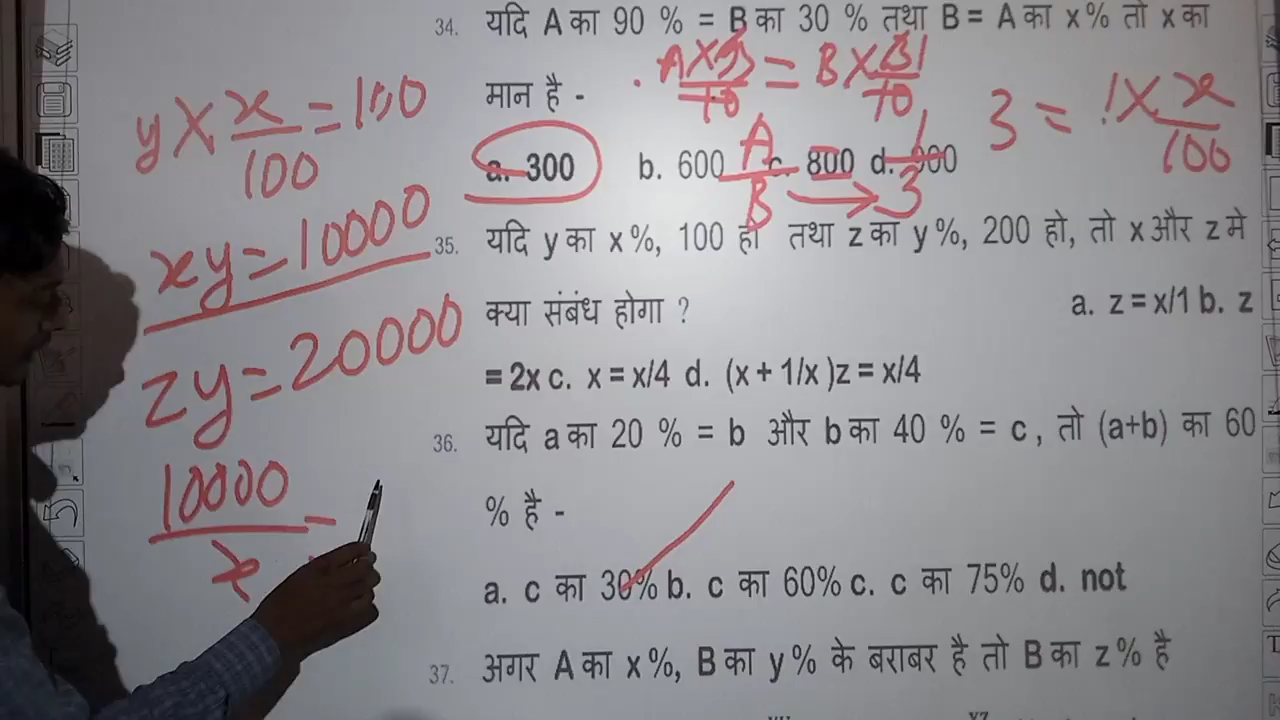 34. यदि A का 90 % = B का 30 % तथा B = A का x % तो x का
मान है -
a. 300 b. 600 c. 800 d. 900
35. यदि y का x %, 100 हो तथा z का y %, 200 हो, तो x और z मे
क्या संबंध होगा ?
a. z = x/1 b. z
= 2x c. x = x/4 d. (x + 1/x )z = x/4
36. यदि a का 20 % = b और b का 40 % = c , तो (a+b) का 60
% है -
a. c का 30% b. c का 60% c. c का 75% d. not
37. अगर A का x %, B का y % के बराबर है तो B का z % है
y × x/100 = 100
xy = 10000
zy = 20000
10000/x =
A × 3/10 = B × 1/10
A/B → 1/3
3 = 1 × x/100